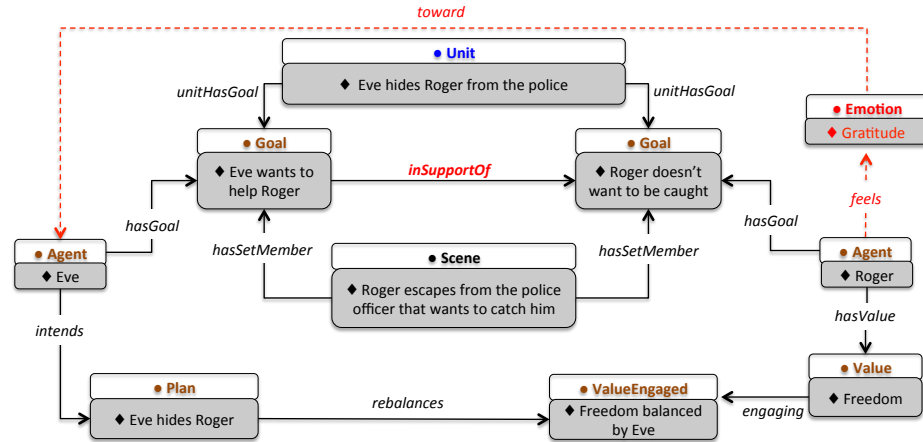 toward
● Unit
♦ Eve hides Roger from the police
unitHasGoal
unitHasGoal
● Emotion
♦ Gratitude
● Goal
♦ Eve wants to
help Roger
inSupportOf
● Goal
♦ Roger doesn't
want to be caught
hasGoal
hasSetMember
hasSetMember
hasGoal
feels
● Agent
♦ Eve
● Scene
♦ Roger escapes from the police
officer that wants to catch him
● Agent
♦ Roger
intends
hasValue
● Plan
♦ Eve hides Roger
rebalances
● ValueEngaged
♦ Freedom balanced
by Eve
engaging
● Value
♦ Freedom